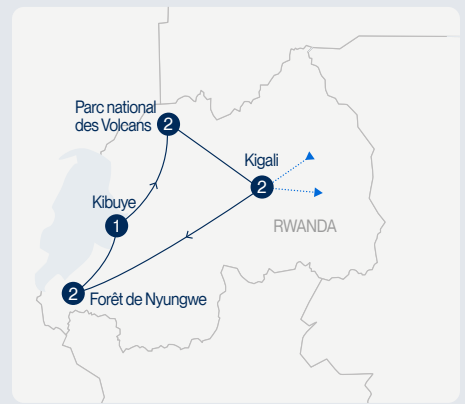 Parc national
des Volcans
2
Kigali
2
Kibuye
1
RWANDA
2
Forêt de Nyungwe